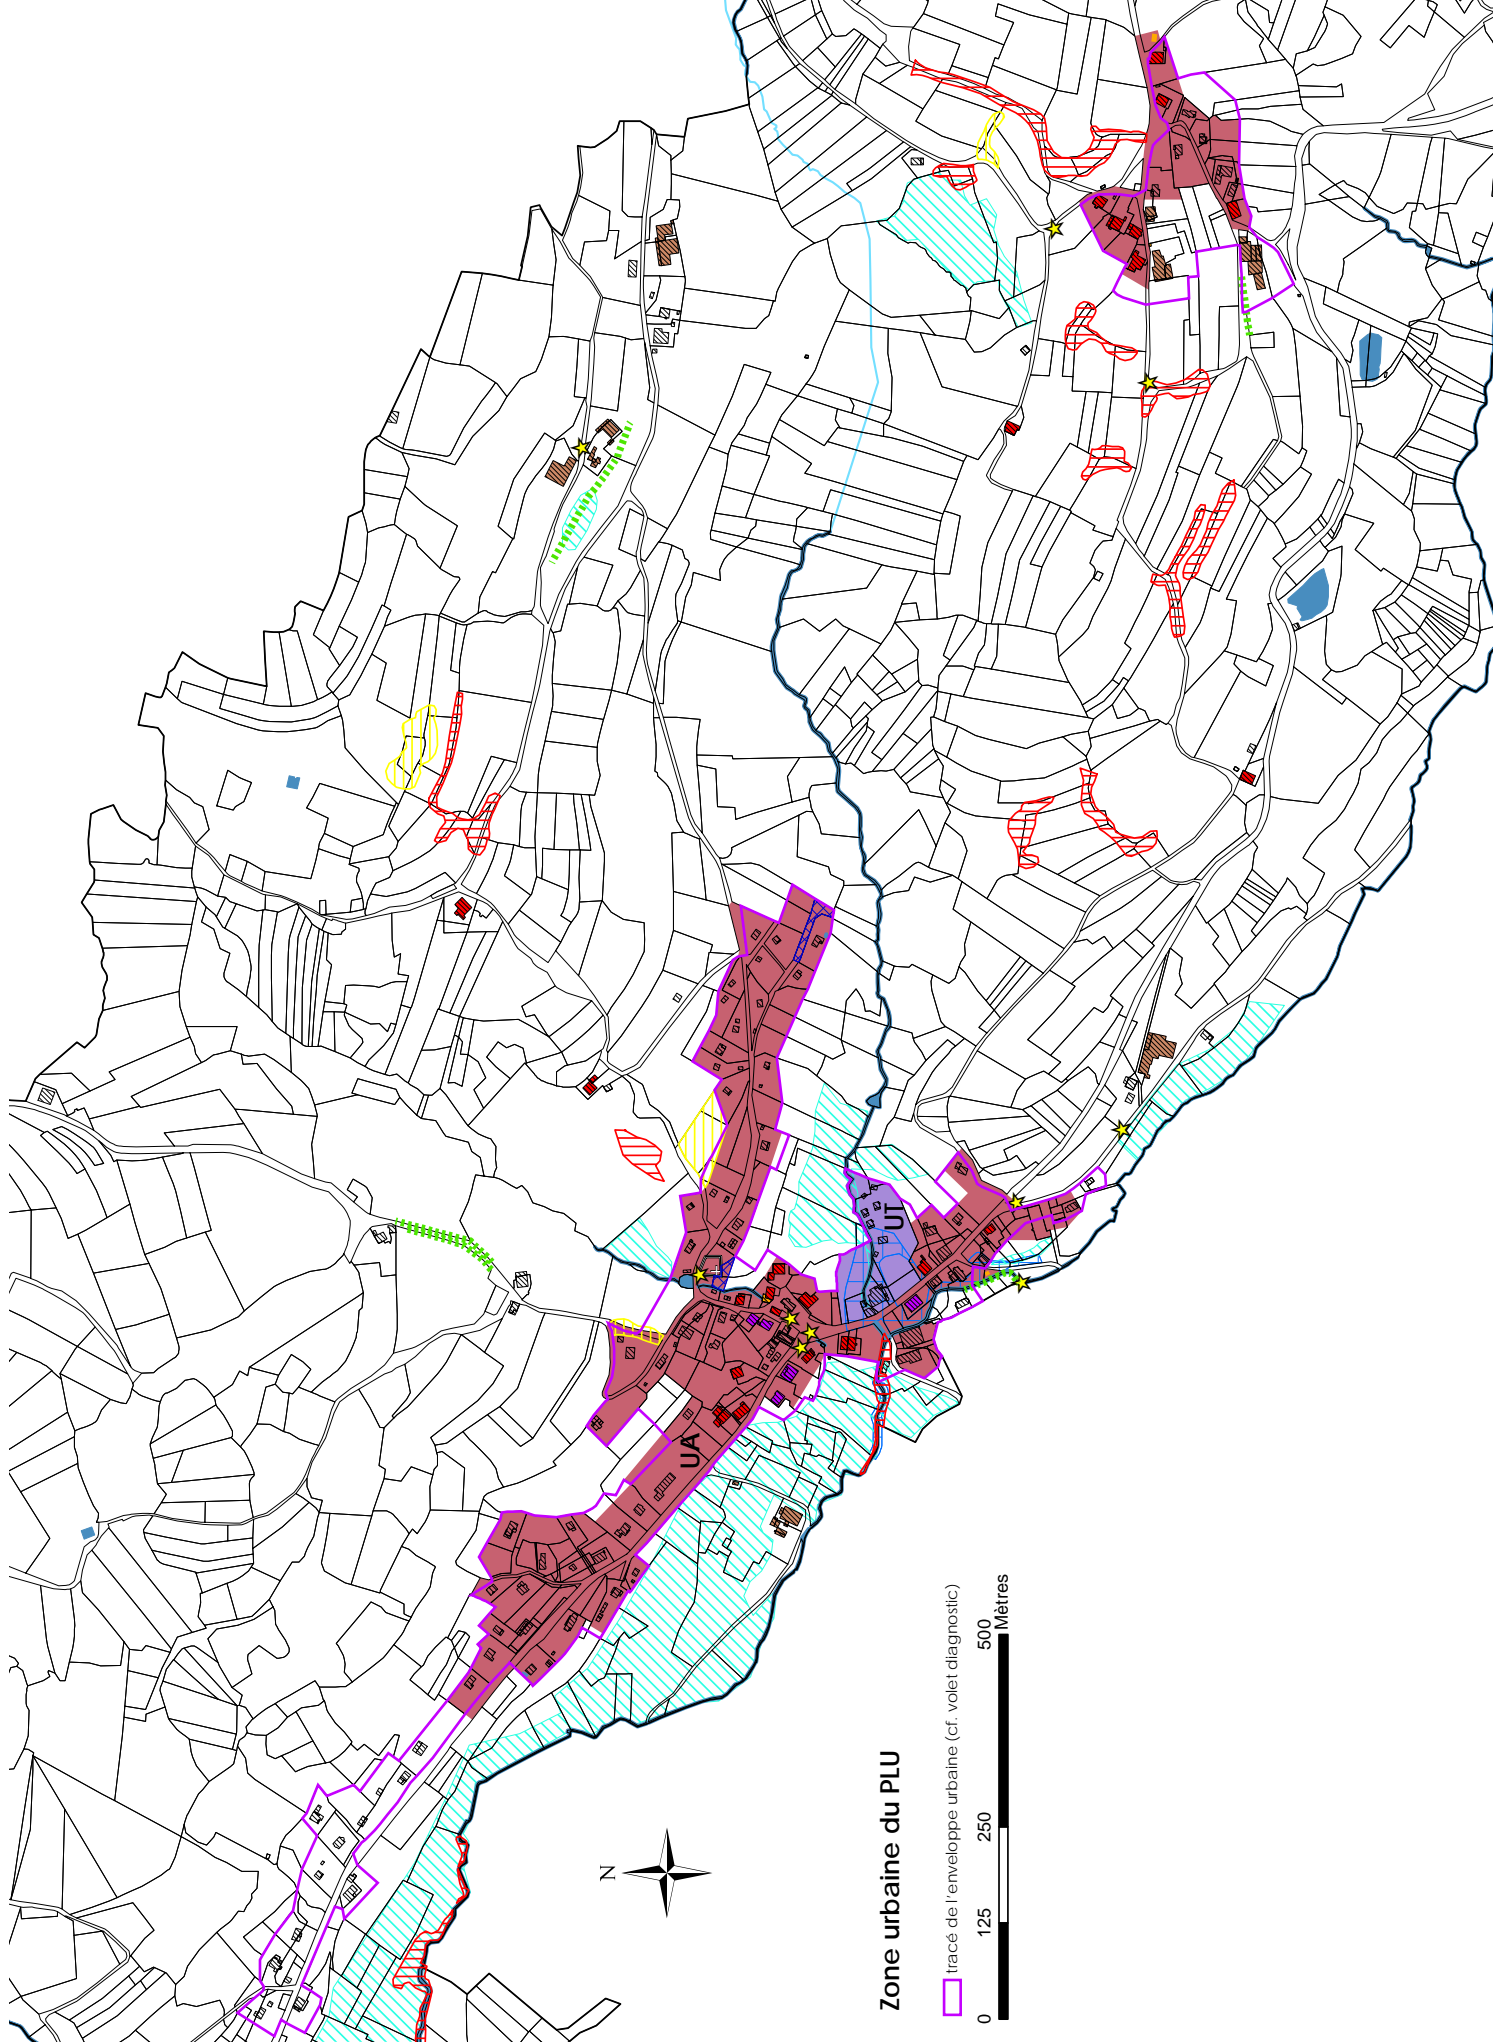 UA
UT
N
Zone urbaine du PLU
tracé de l'enveloppe urbaine (cf. volet diagnostic)
0 125 250 500
Mètres